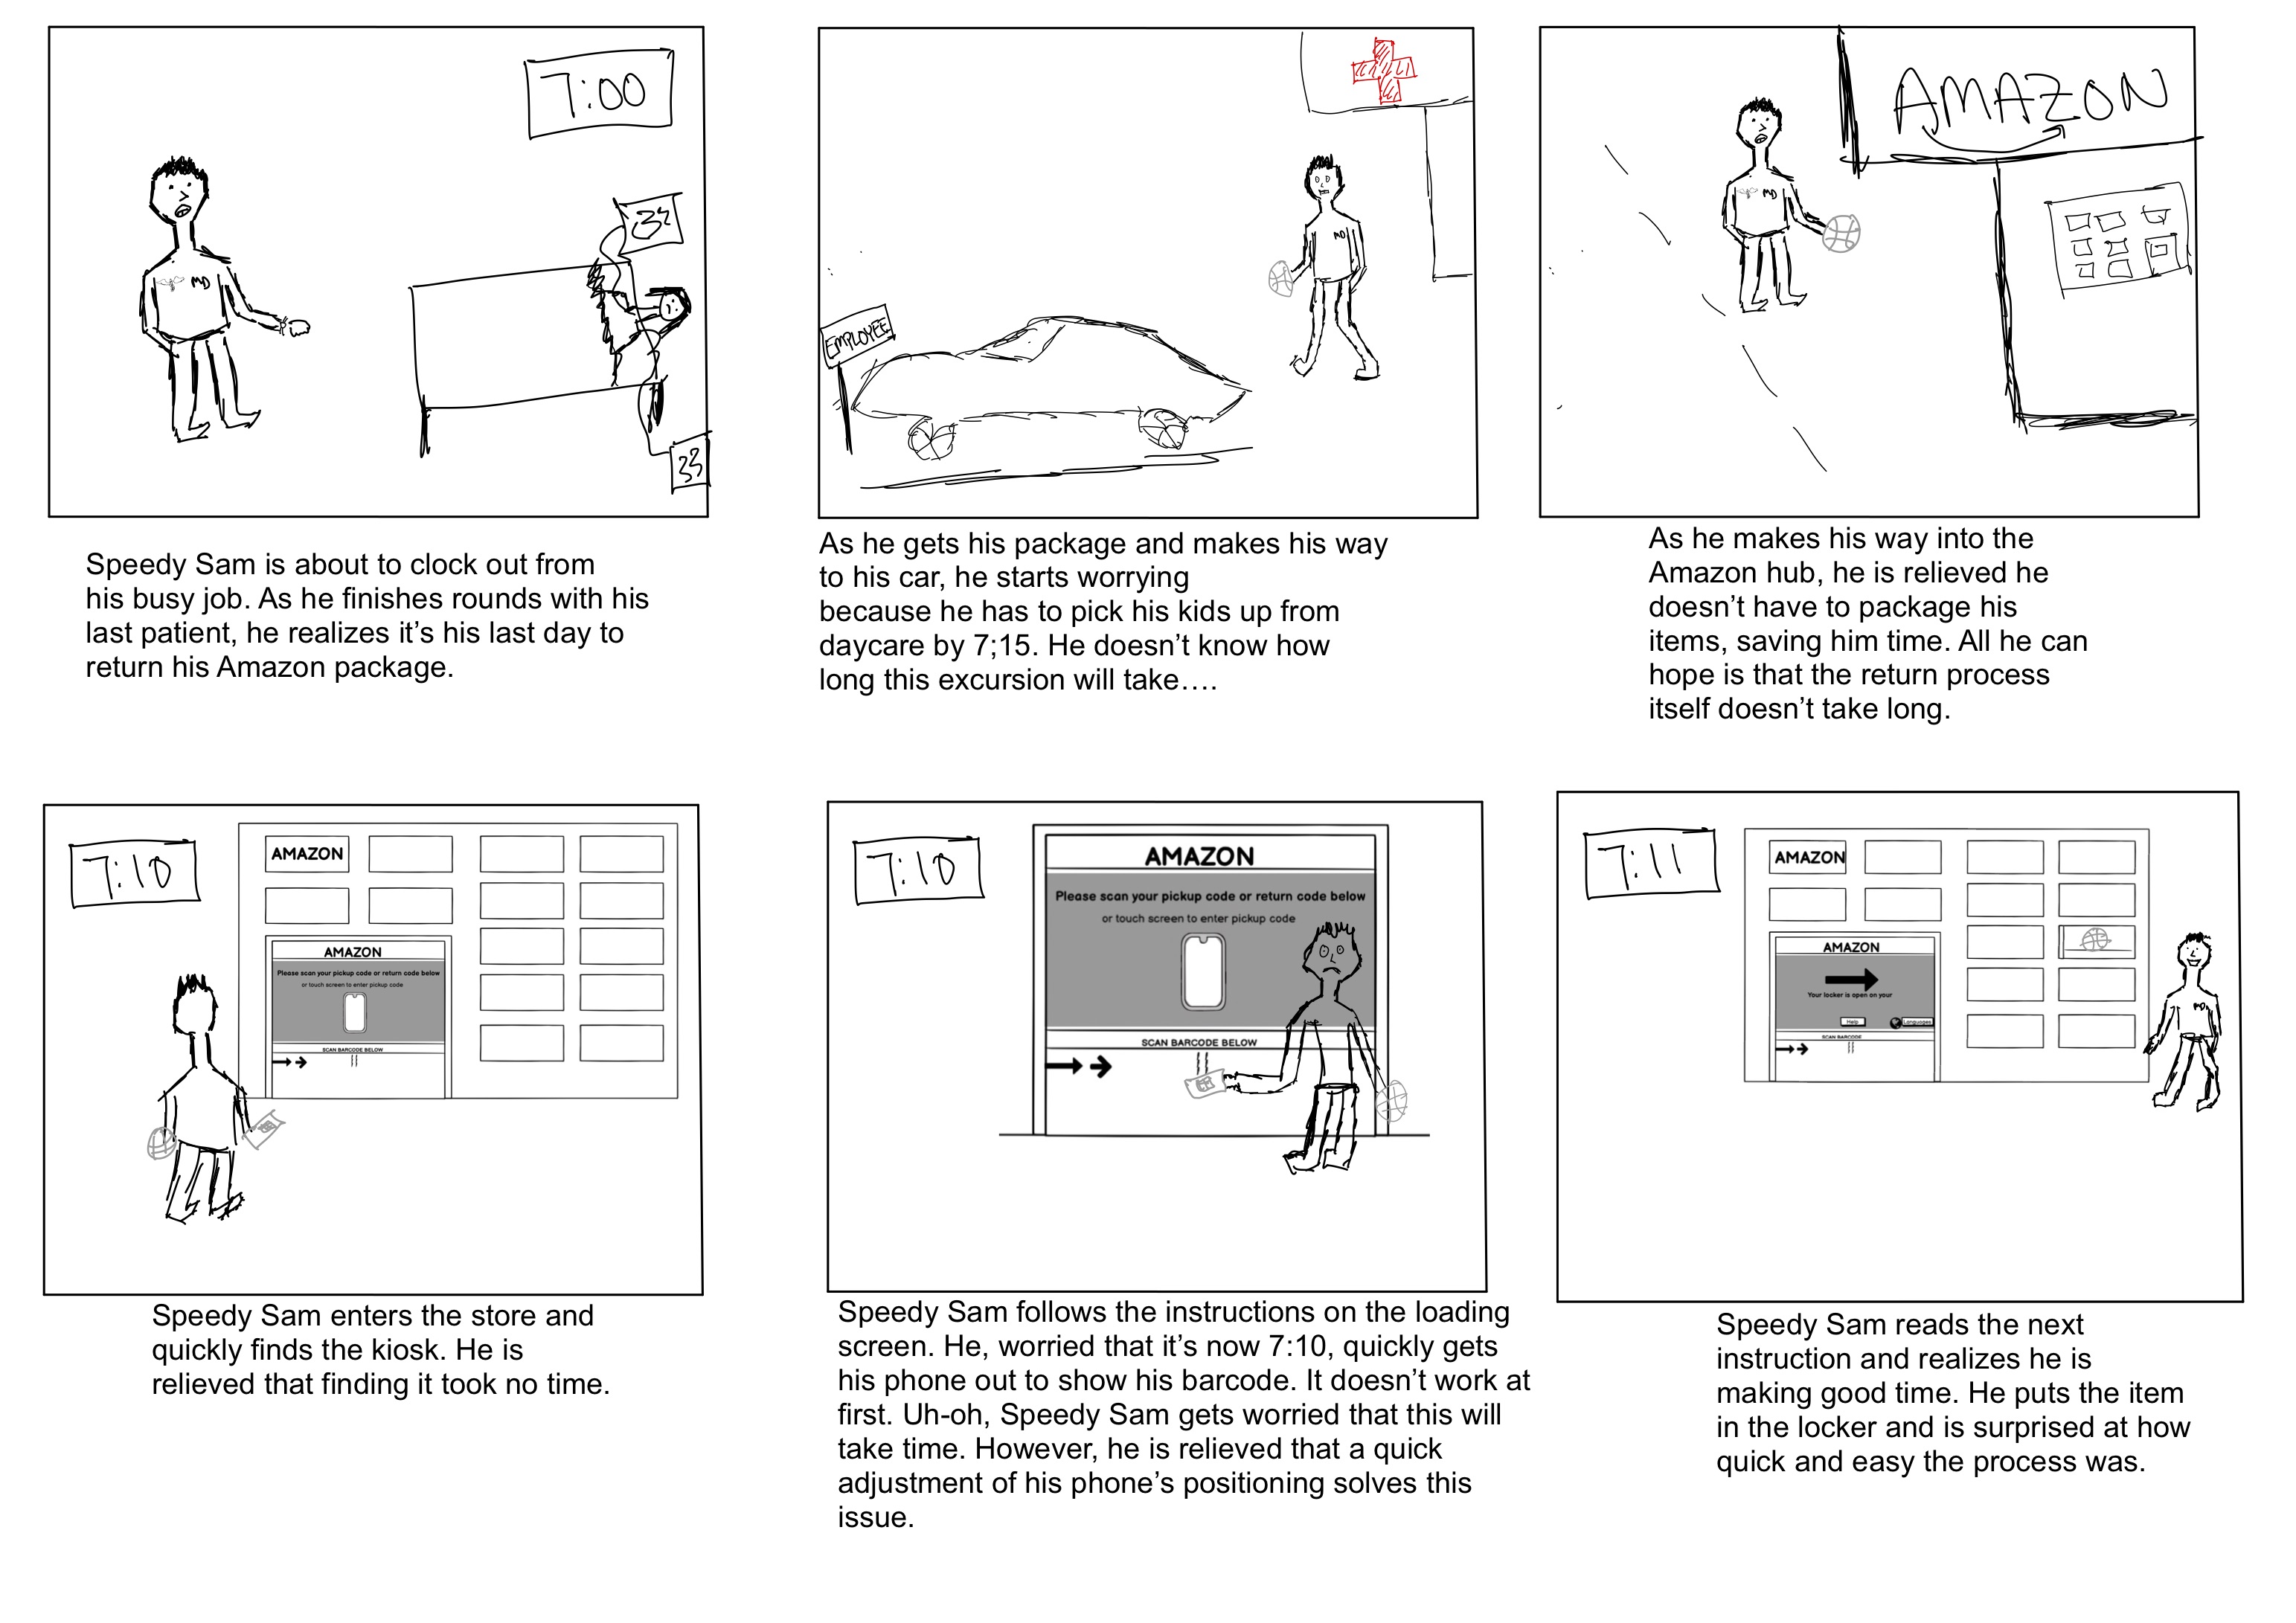 7:00
MD
33
33
Speedy Sam is about to clock out from
his busy job. As he finishes rounds with his
last patient, he realizes it's his last day to
return his Amazon package.
MD
EMPLOYEE
As he gets his package and makes his way
to his car, he starts worrying
because he has to pick his kids up from
daycare by 7;15. He doesn't know how
long this excursion will take….
AMAZON
MD
As he makes his way into the
Amazon hub, he is relieved he
doesn't have to package his
items, saving him time. All he can
hope is that the return process
itself doesn't take long.
7:10
AMAZON
AMAZON
Please scan your pickup code or return code below
or touch screen to enter pickup code
SCAN BARCODE BELOW
Speedy Sam enters the store and
quickly finds the kiosk. He is
relieved that finding it took no time.
7:10
AMAZON
Please scan your pickup code or return code below
or touch screen to enter pickup code
SCAN BARCODE BELOW
Speedy Sam follows the instructions on the loading
screen. He, worried that it's now 7:10, quickly gets
his phone out to show his barcode. It doesn't work at
first. Uh-oh, Speedy Sam gets worried that this will
take time. However, he is relieved that a quick
adjustment of his phone's positioning solves this
issue.
7:11
AMAZON
AMAZON
Your locker is open on your
Help
Languages
SCAN BARCODE
MD
Speedy Sam reads the next
instruction and realizes he is
making good time. He puts the item
in the locker and is surprised at how
quick and easy the process was.